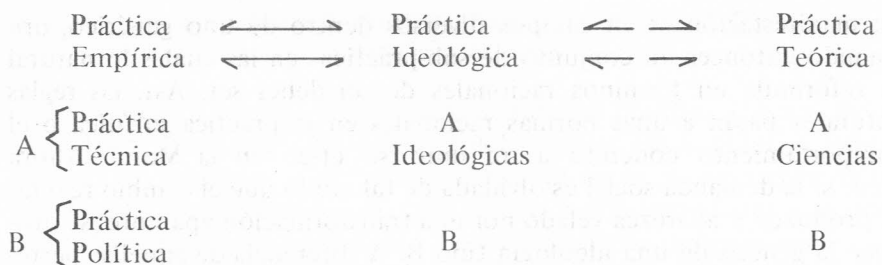 Práctica ←→ Práctica ←→ Práctica
Empírica ←→ Ideológica ←→ Teórica
A { Práctica A A
Técnica Ideológicas Ciencias
B { Práctica B B
Política